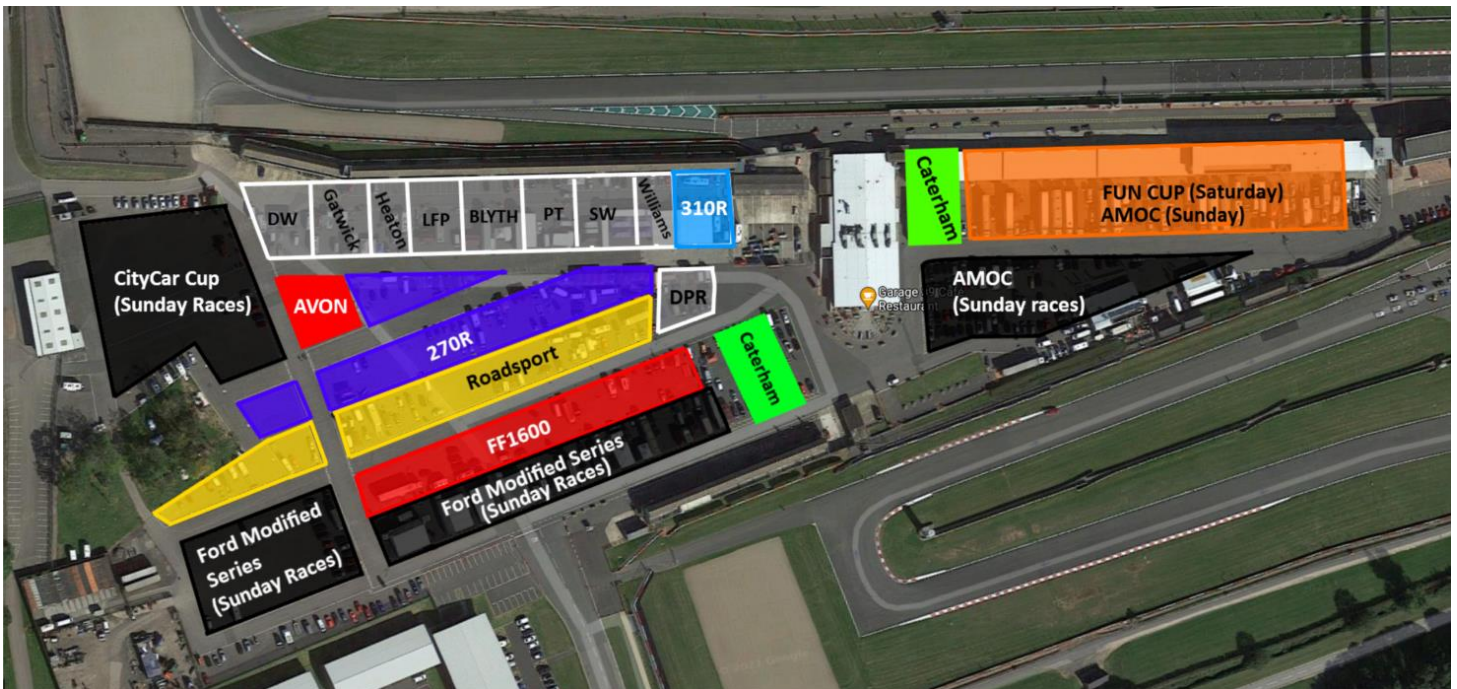 DW
Gatwick
Heaton
LFP
BLYTH
PT
SW
Williams
310R
Caterham
FUN CUP (Saturday)
AMOC (Sunday)
CityCar Cup
(Sunday Races)
AVON
DPR
AMOC
(Sunday races)
Garage 39 Cafe
Restaurant
270R
Roadsport
Caterham
FF1600
Ford Modified Series
(Sunday Races)
Ford Modified
Series
(Sunday Races)